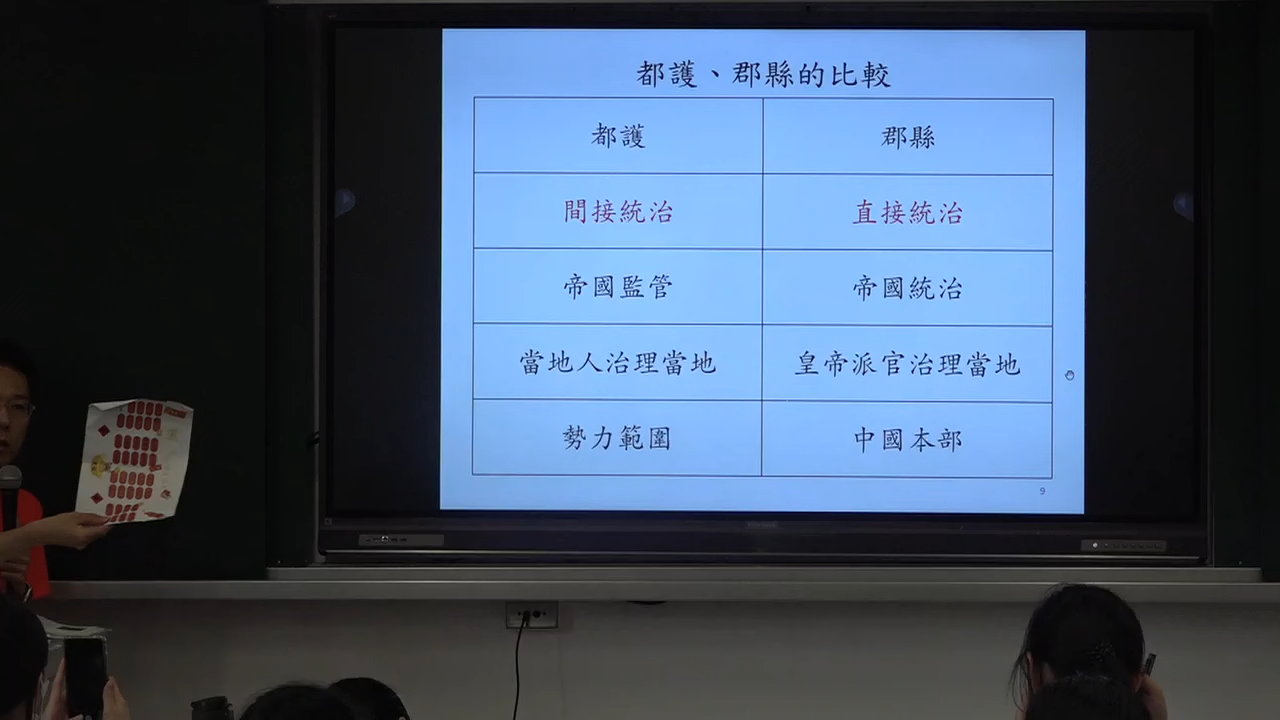 都護、郡縣的比較
都護 郡縣
間接統治 直接統治
帝國監管 帝國統治
當地人治理當地 皇帝派官治理當地
勢力範圍 中國本部
9